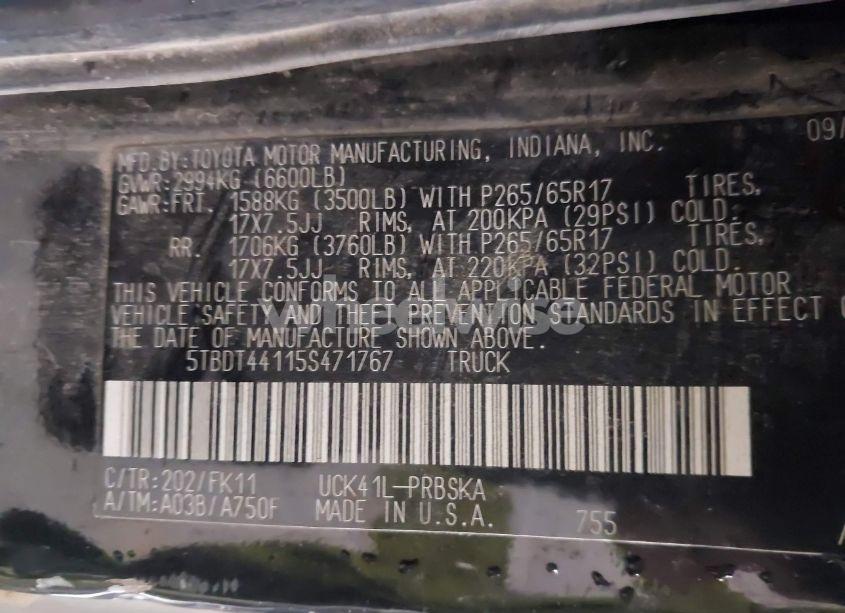 MFD. BY:TOYOTA MOTOR MANUFACTURING, INDIANA, INC. 09/
GVWR:2994KG (6600LB)
GAWR:FRT. 1588KG (3500LB) WITH P265/65R17 TIRES,
17X7.5JJ RIMS, AT 200KPA (29PSI) COLD.
RR. 1706KG (3760LB) WITH P265/65R17 TIRES,
17X7.5JJ RIMS, AT 220KPA (32PSI) COLD.
THIS VEHICLE CONFORMS TO ALL APPLICABLE FEDERAL MOTOR
VEHICLE SAFETY AND THEFT PREVENTION STANDARDS IN EFFECT
THE DATE OF MANUFACTURE SHOWN ABOVE.
wheelwise
5TBDT44115S471767 TRUCK
C/TR:202/FK11 UCK41L-PRBSKA
A/TM:A03B/A750F MADE IN U.S.A. 755